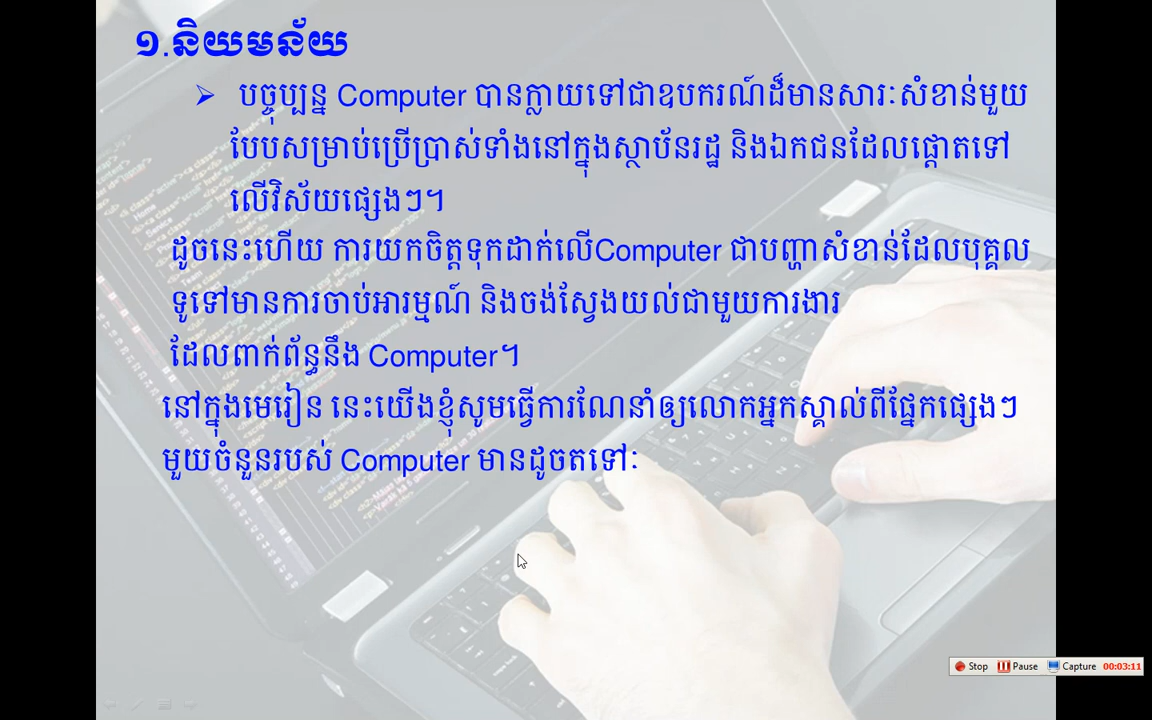 ១.និយមន័យ
➢ បច្ចុប្បន្ន Computer បានក្លាយទៅជាឧបករណ៍ដ៏មានសារៈសំខាន់មួយ
បែបសម្រាប់ប្រើប្រាស់ទាំងនៅក្នុងស្ថាប័នរដ្ឋ និងឯកជនដែលផ្ដោតទៅ
លើវិស័យផ្សេងៗ។
ដូចនេះហើយ ការយកចិត្តទុកដាក់លើComputer ជាបញ្ហាសំខាន់ដែលបុគ្គល
ទូទៅមានការចាប់អារម្មណ៍ និងចង់ស្វែងយល់ជាមួយការងារ
ដែលពាក់ព័ន្ធនឹង Computer។
នៅក្នុងមេរៀន នេះយើងខ្ញុំសូមធ្វើការណែនាំឲ្យលោកអ្នកស្គាល់ពីផ្នែកផ្សេងៗ
មួយចំនួនរបស់ Computer មានដូចតទៅៈ
Stop Pause Capture 00:03:11